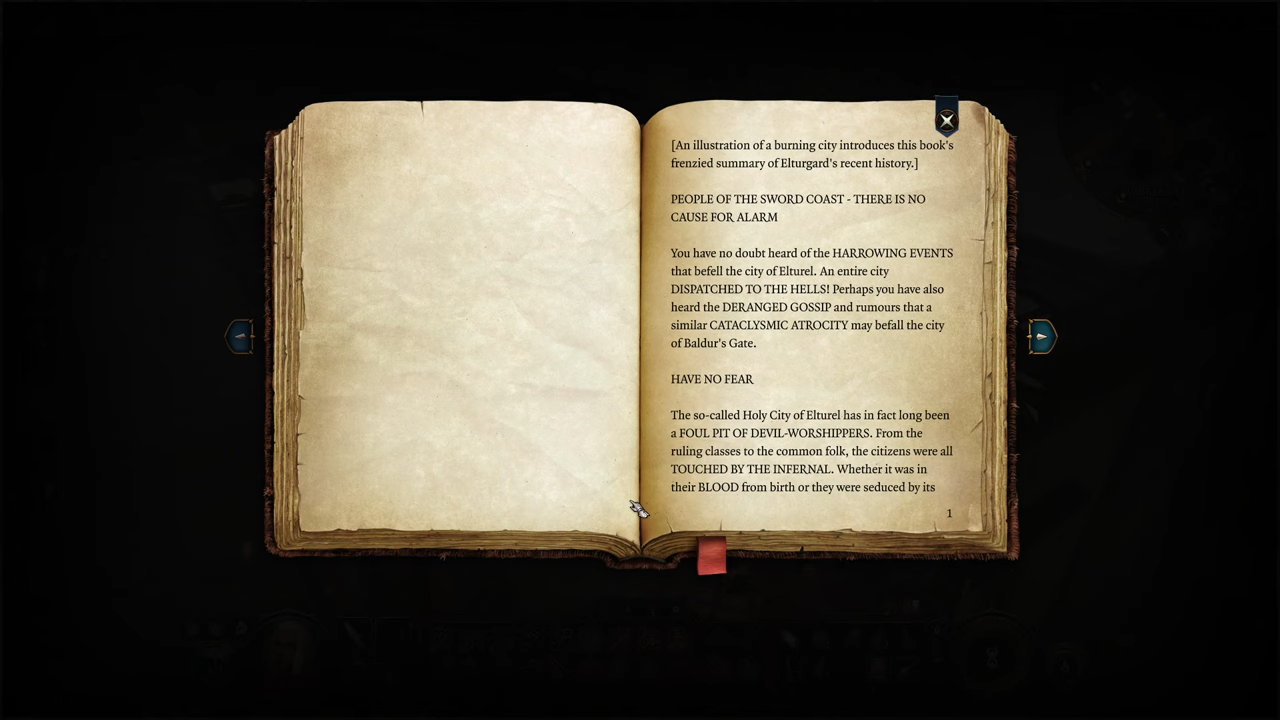 [An illustration of a burning city introduces this book's
frenzied summary of Elturgard's recent history.]
PEOPLE OF THE SWORD COAST - THERE IS NO
CAUSE FOR ALARM
You have no doubt heard of the HARROWING EVENTS
that befell the city of Elturel. An entire city
DISPATCHED TO THE HELLS! Perhaps you have also
heard the DERANGED GOSSIP and rumours that a
similar CATACLYSMIC ATROCITY may befall the city
of Baldur's Gate.
HAVE NO FEAR
The so-called Holy City of Elturel has in fact long been
a FOUL PIT OF DEVIL-WORSHIPPERS. From the
ruling classes to the common folk, the citizens were all
TOUCHED BY THE INFERNAL. Whether it was in
their BLOOD from birth or they were seduced by its
1